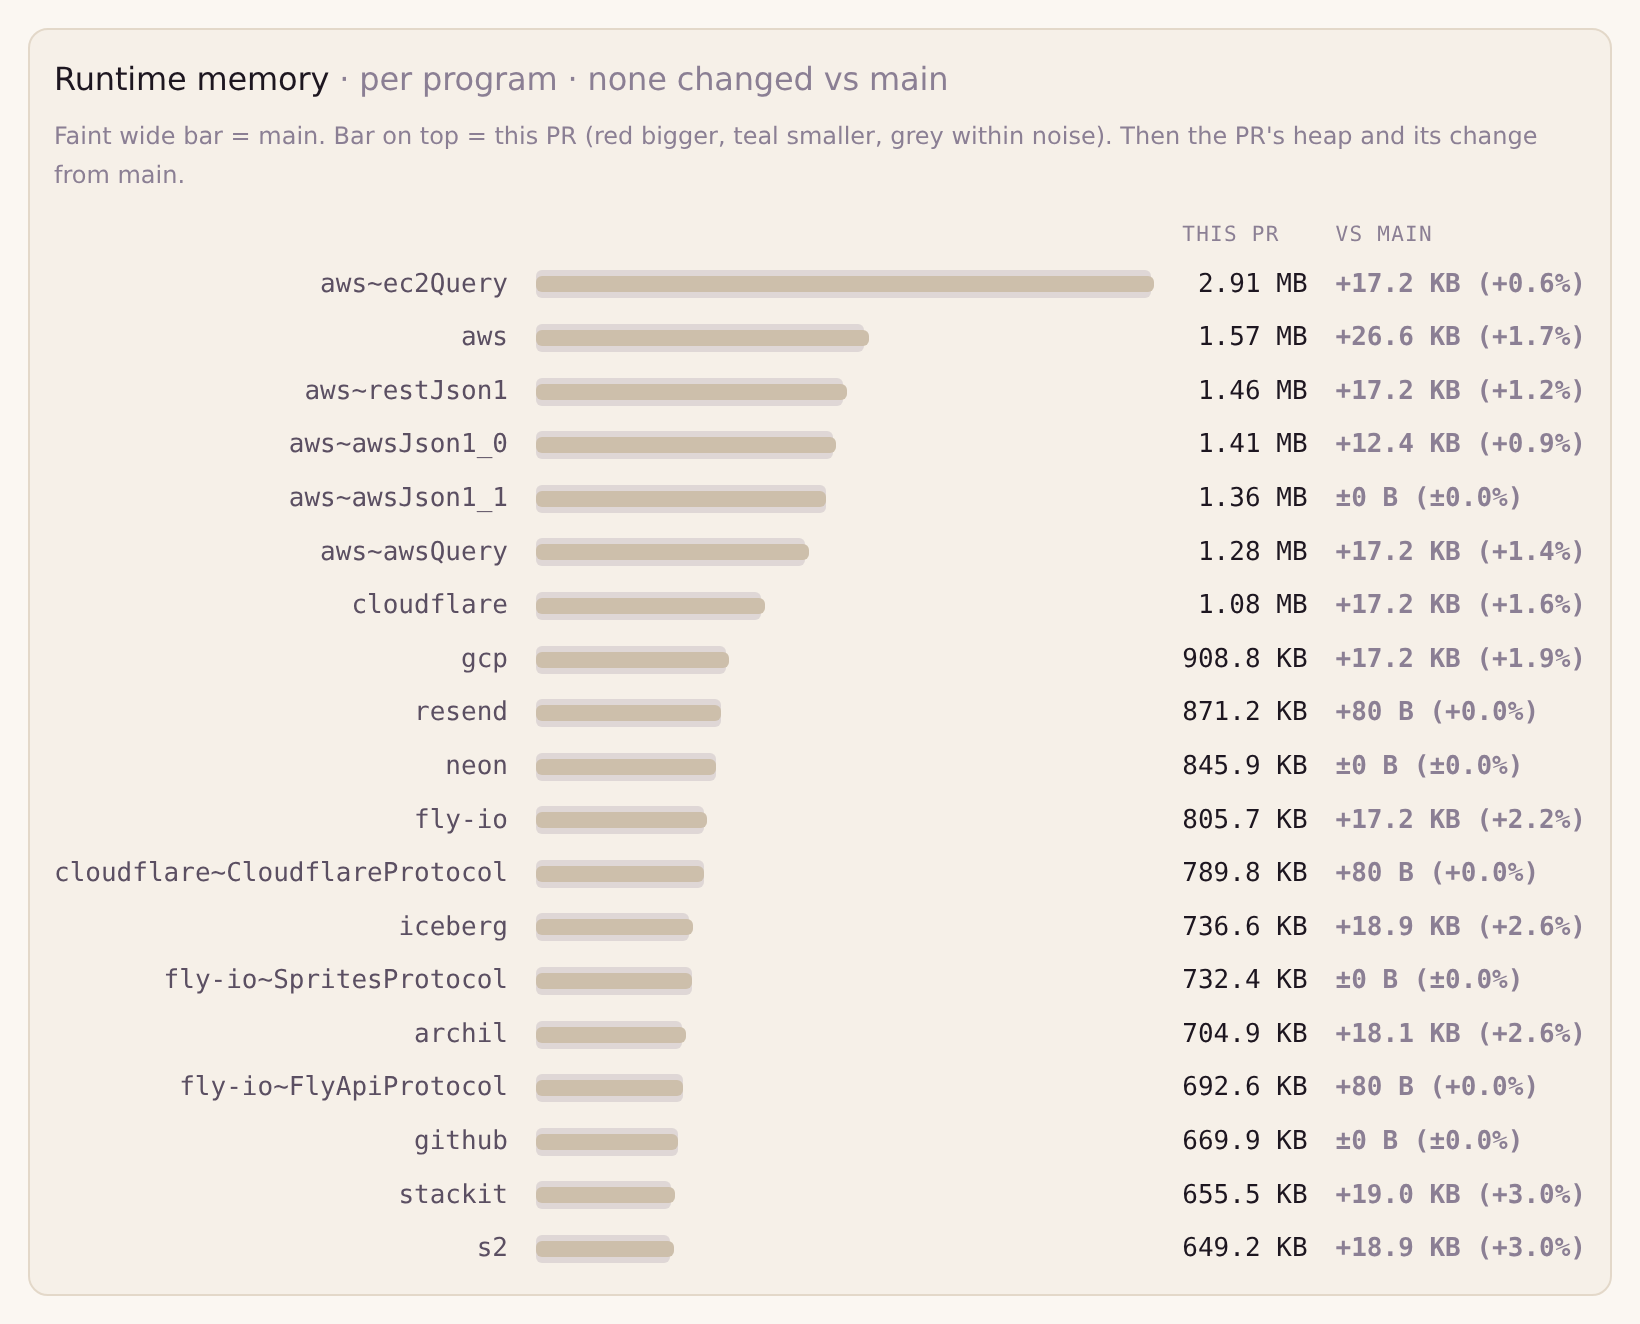 Runtime memory · per program · none changed vs main
Faint wide bar = main. Bar on top = this PR (red bigger, teal smaller, grey within noise). Then the PR's heap and its change
from main.
THIS PR VS MAIN
aws~ec2Query 2.91 MB +17.2 KB (+0.6%)
aws 1.57 MB +26.6 KB (+1.7%)
aws~restJson1 1.46 MB +17.2 KB (+1.2%)
aws~awsJson1_0 1.41 MB +12.4 KB (+0.9%)
aws~awsJson1_1 1.36 MB ±0 B (±0.0%)
aws~awsQuery 1.28 MB +17.2 KB (+1.4%)
cloudflare 1.08 MB +17.2 KB (+1.6%)
gcp 908.8 KB +17.2 KB (+1.9%)
resend 871.2 KB +80 B (+0.0%)
neon 845.9 KB ±0 B (±0.0%)
fly-io 805.7 KB +17.2 KB (+2.2%)
cloudflare~CloudflareProtocol 789.8 KB +80 B (+0.0%)
iceberg 736.6 KB +18.9 KB (+2.6%)
fly-io~SpritesProtocol 732.4 KB ±0 B (±0.0%)
archil 704.9 KB +18.1 KB (+2.6%)
fly-io~FlyApiProtocol 692.6 KB +80 B (+0.0%)
github 669.9 KB ±0 B (±0.0%)
stackit 655.5 KB +19.0 KB (+3.0%)
s2 649.2 KB +18.9 KB (+3.0%)